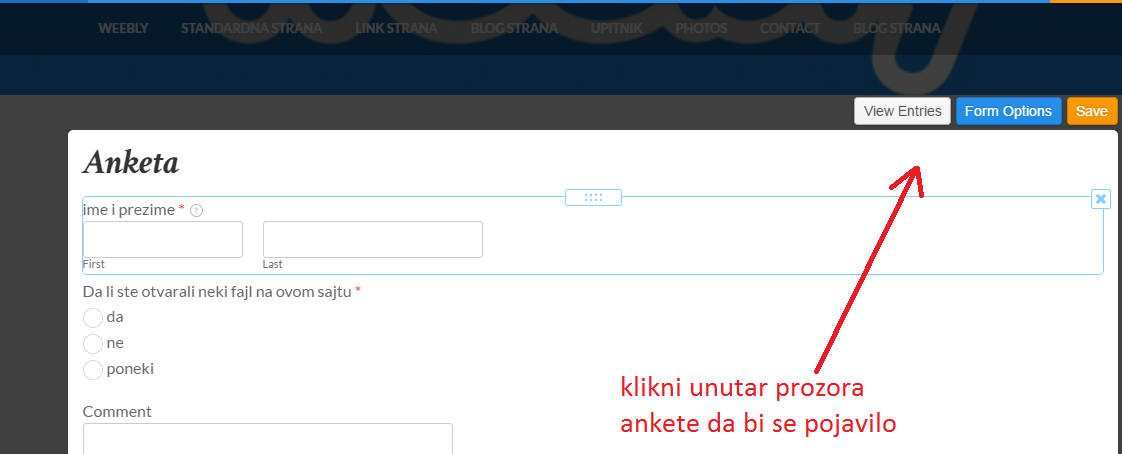 WEEBLY STANDARDNA STRANA LINK STRANA BLOG STRANA UPITNIK PHOTOS CONTACT BLOG STRANA
View Entries Form Options Save
Anketa
ime i prezime * ?
First Last
Da li ste otvarali neki fajl na ovom sajtu *
da
ne
poneki
klikni unutar prozora
ankete da bi se pojavilo
Comment